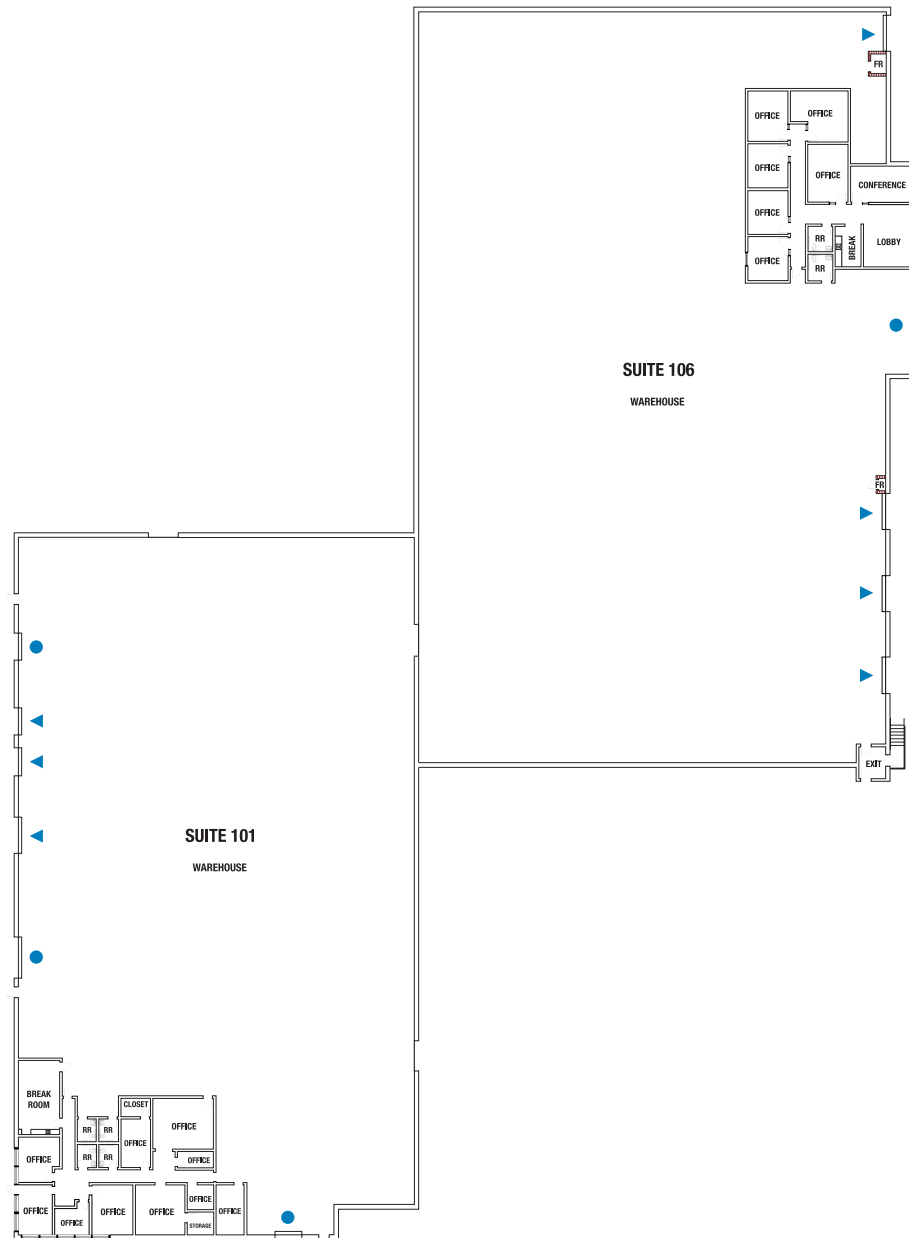 FR
OFFICE
OFFICE
OFFICE
OFFICE
CONFERENCE
OFFICE
RR
BREAK
LOBBY
OFFICE
RR
SUITE 106
WAREHOUSE
FR
EXIT
SUITE 101
WAREHOUSE
BREAK
ROOM
CLOSET
RR
RR
OFFICE
OFFICE
RR
RR
OFFICE
OFFICE
OFFICE
OFFICE
OFFICE
OFFICE
OFFICE
STORAGE
OFFICE